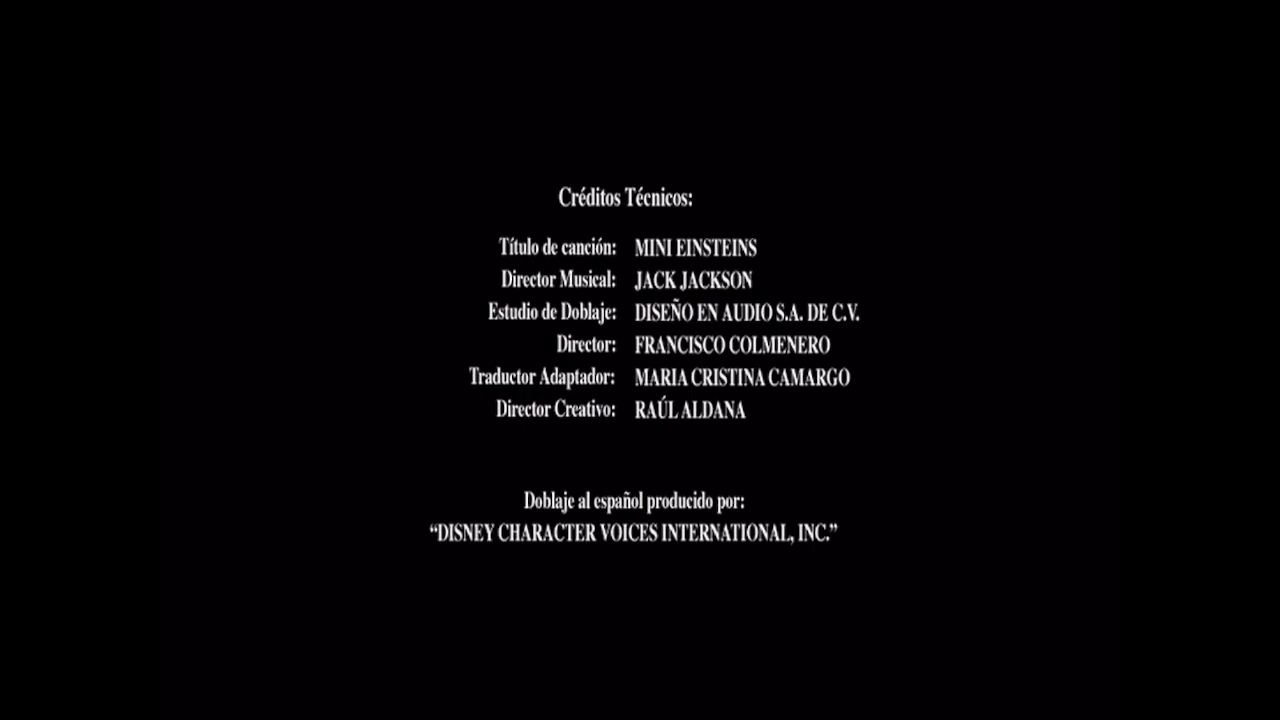 Créditos Técnicos:
Título de canción: MINI EINSTEINS
Director Musical: JACK JACKSON
Estudio de Doblaje: DISEÑO EN AUDIO S.A. DE C.V.
Director: FRANCISCO COLMENERO
Traductor Adaptador: MARIA CRISTINA CAMARGO
Director Creativo: RAÚL ALDANA
Doblaje al español producido por:
“DISNEY CHARACTER VOICES INTERNATIONAL, INC.”